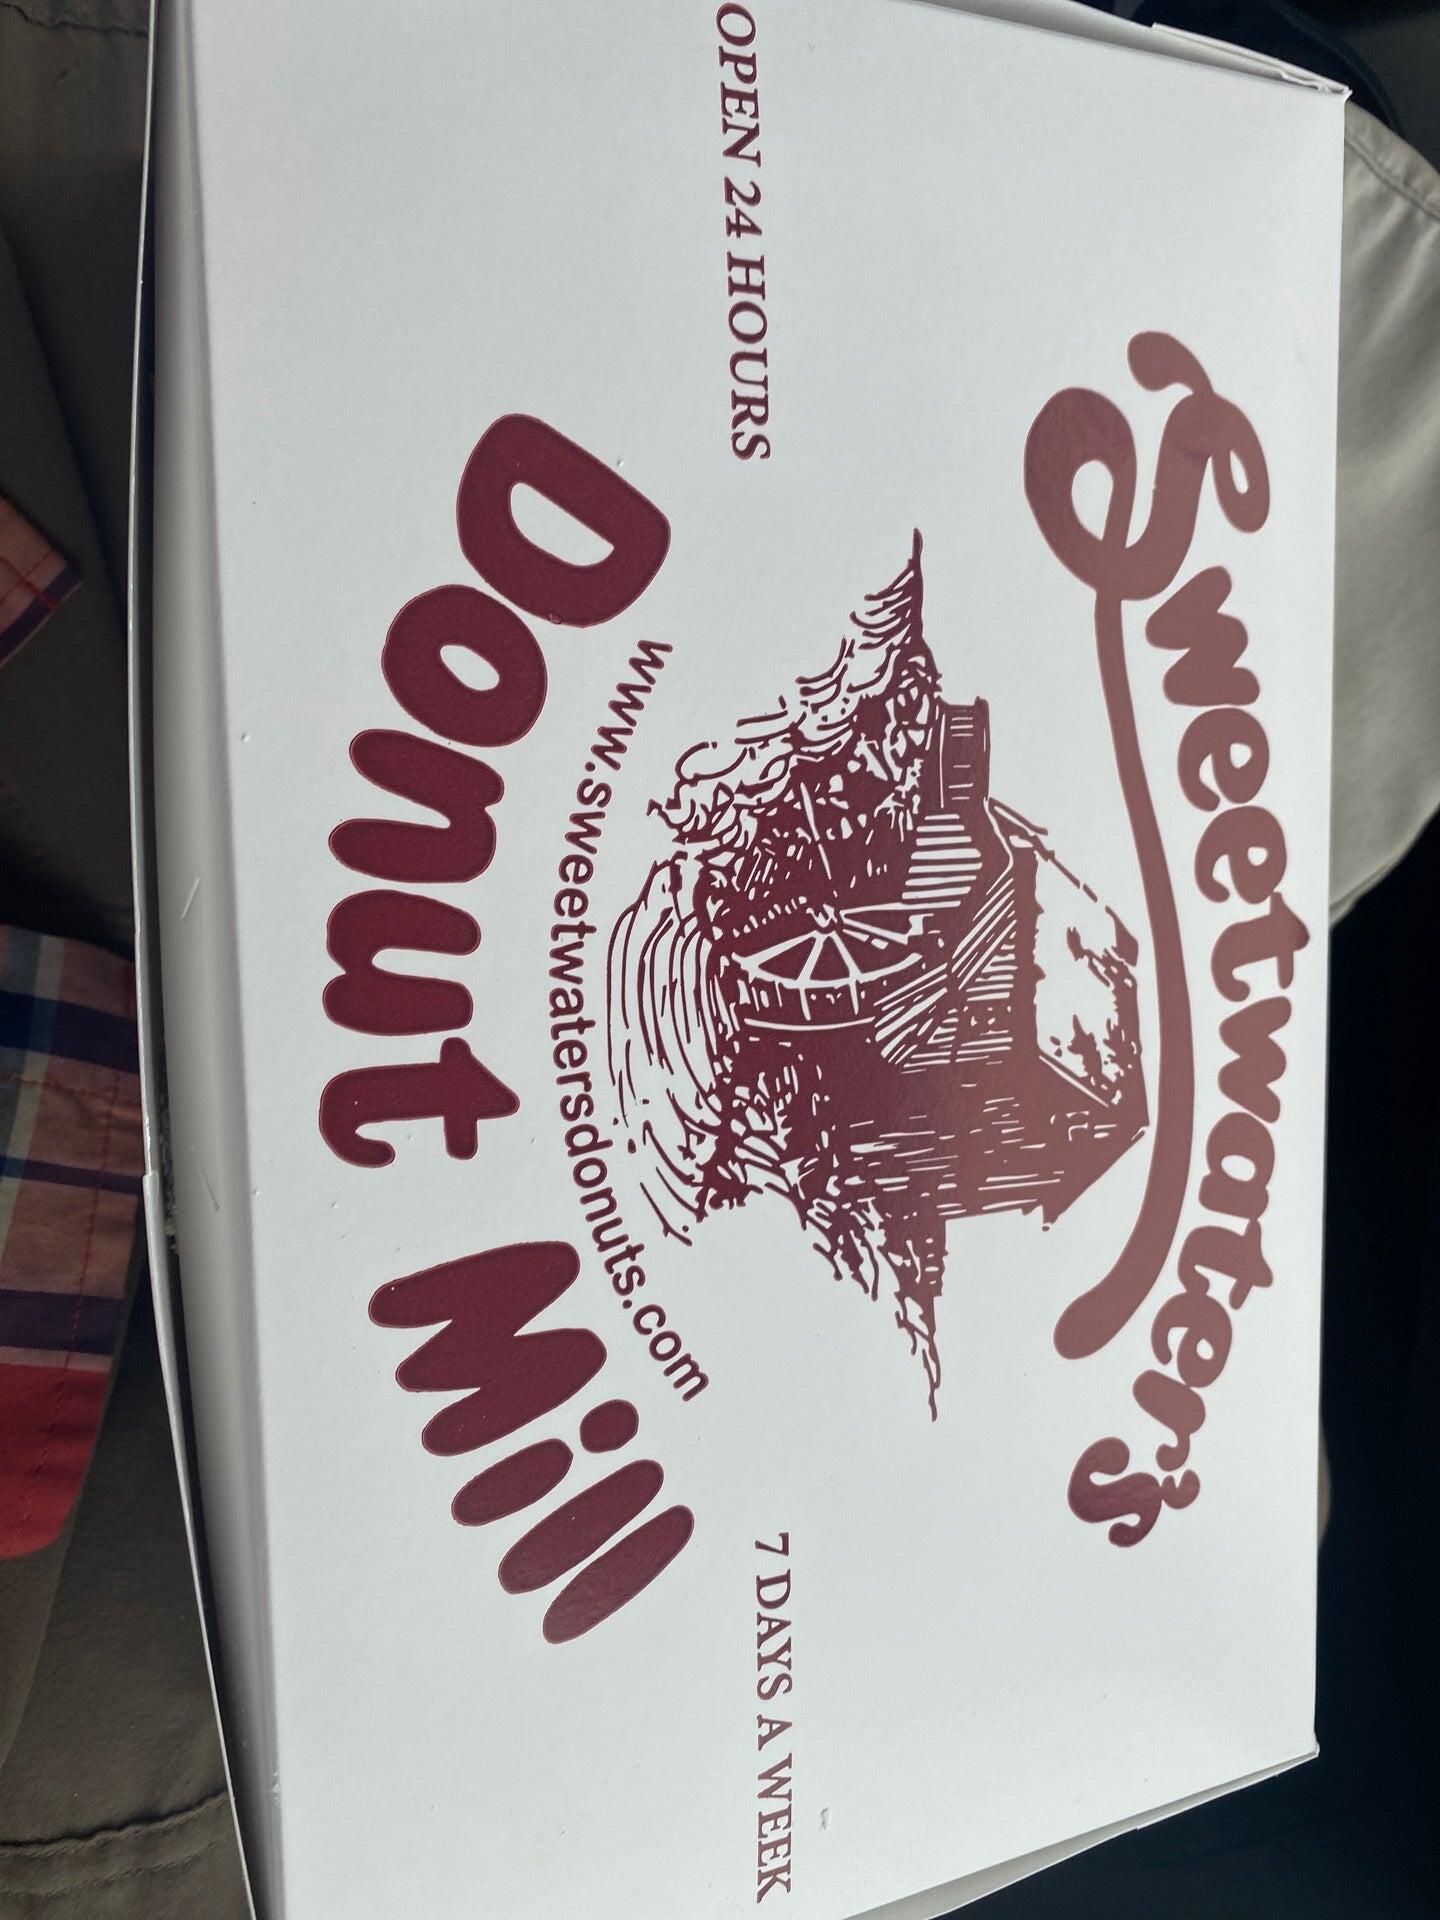 Sweetwater's
OPEN 24 HOURS
7 DAYS A WEEK
www.sweetwatersdonuts.com
Donut Mill